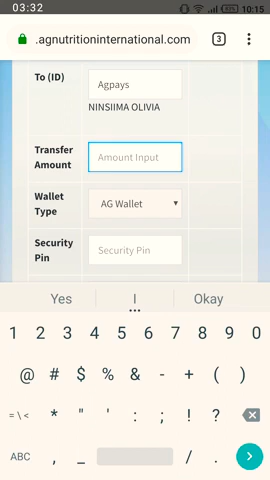 03:32 10:15
.agnutritioninternational.com 3
To (ID) Agpays
NINSIIMA OLIVIA
Transfer Amount Amount Input
Wallet Type AG Wallet
Security Pin Security Pin
Yes I Okay
1 2 3 4 5 6 7 8 9 0
@ # $ % & - + ( )
= \ < * " ' : ; ! ?
ABC , _ / .